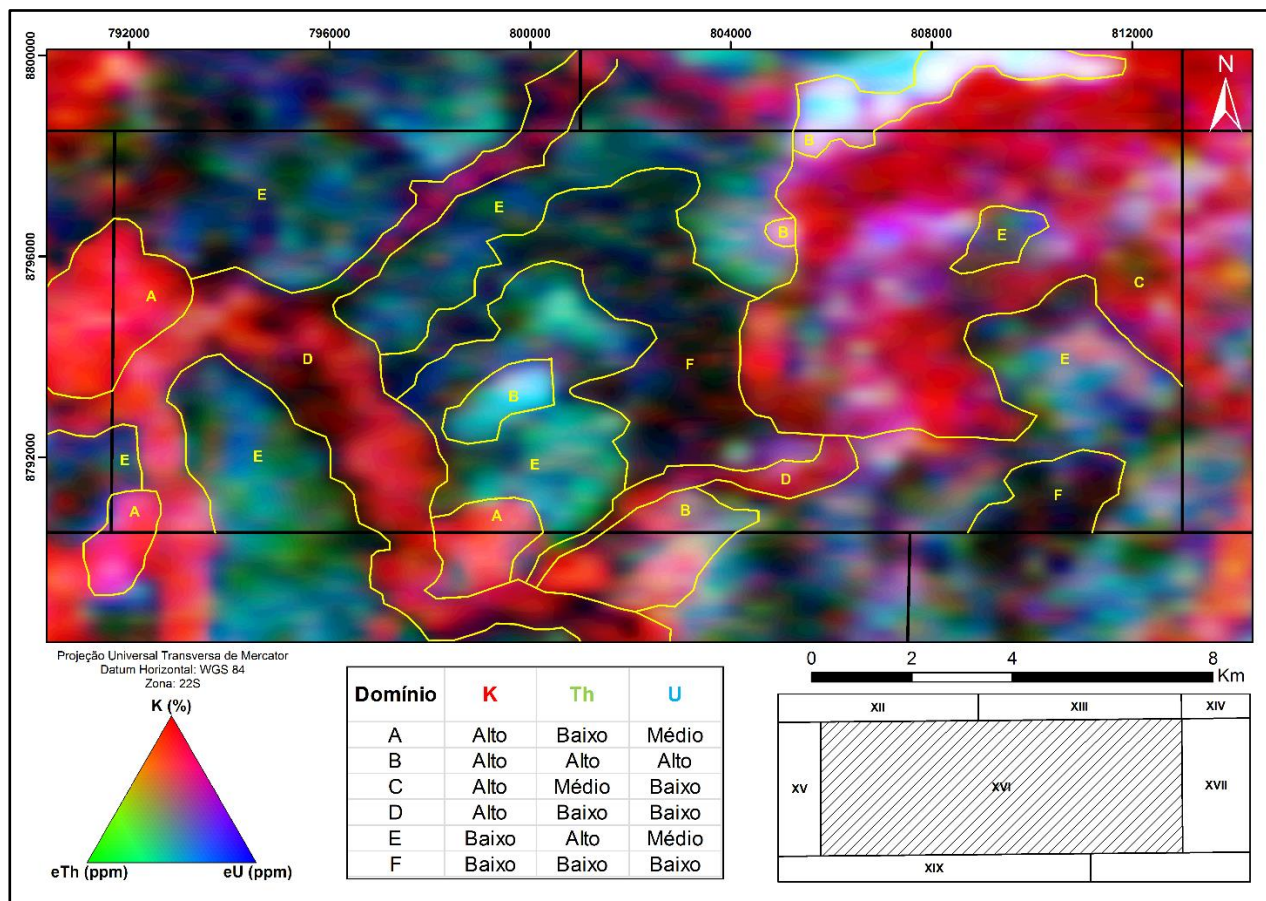 792000 796000 800000 804000 808000 812000
8800000
8796000
8792000
N
B
E
E
B
E
A
C
D
F
E
B
E
E
E
D
A
A
B
F
Projeção Universal Transversa de Mercator
Datum Horizontal: WGS 84
Zona: 22S
K (%)
eTh (ppm) eU (ppm)
Domínio K Th U
A Alto Baixo Médio
B Alto Alto Alto
C Alto Médio Baixo
D Alto Baixo Baixo
E Baixo Alto Médio
F Baixo Baixo Baixo
0 2 4 8
Km
XII XIII XIV
XV XVI XVII
XIX